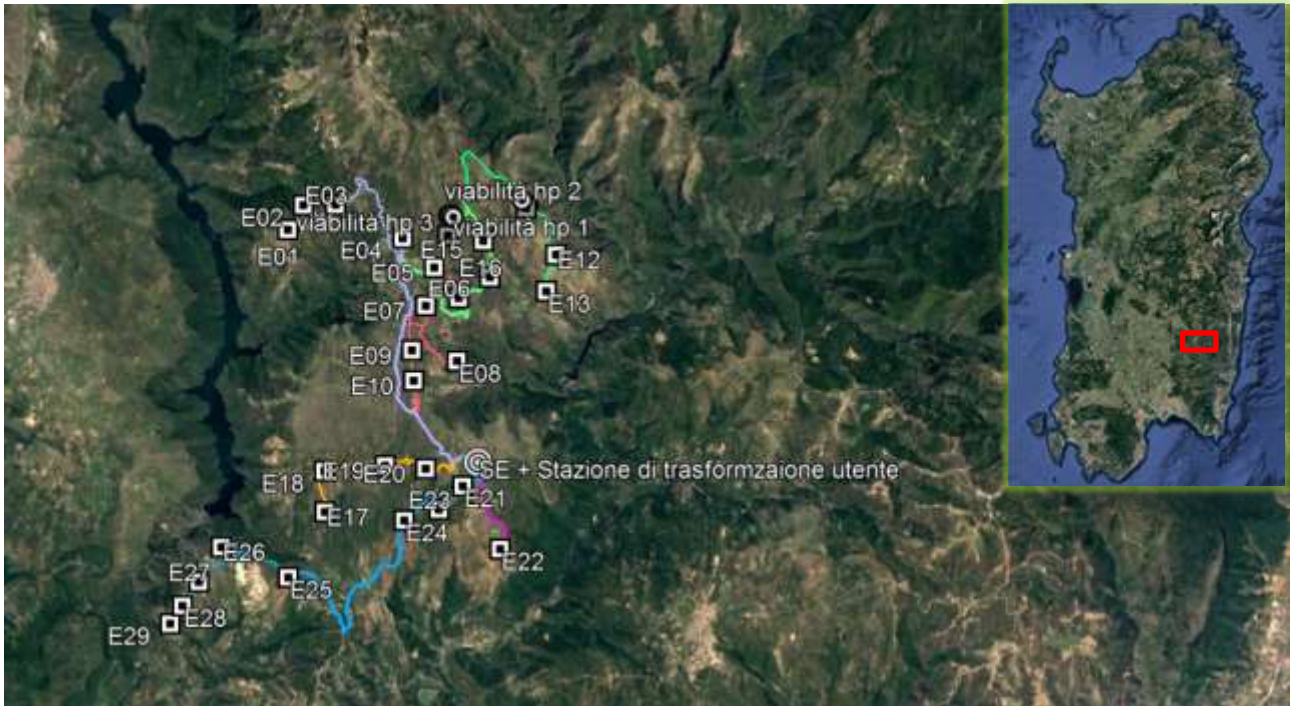 viabilità hp 2
E03
E02
viabilità hp 3
viabilità hp 1
E01
E04
E15
E12
E05
E16
E13
E06
E07
E09
E08
E10
SE + Stazione di trasformzaione utente
E19
E20
E18
E21
E23
E17
E24
E22
E26
E27
E25
E28
E29